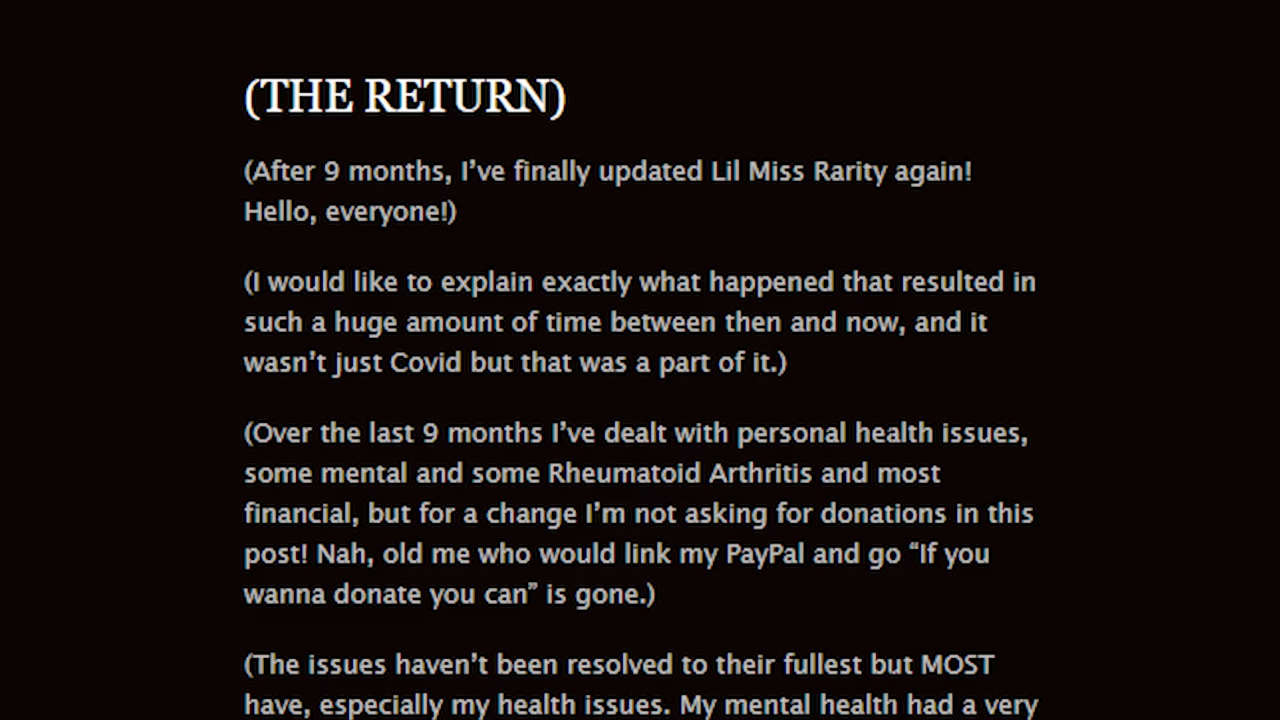 (THE RETURN)
(After 9 months, I’ve finally updated Lil Miss Rarity again!
Hello, everyone!)
(I would like to explain exactly what happened that resulted in
such a huge amount of time between then and now, and it
wasn’t just Covid but that was a part of it.)
(Over the last 9 months I’ve dealt with personal health issues,
some mental and some Rheumatoid Arthritis and most
financial, but for a change I’m not asking for donations in this
post! Nah, old me who would link my PayPal and go “If you
wanna donate you can” is gone.)
(The issues haven’t been resolved to their fullest but MOST
have, especially my health issues. My mental health had a very